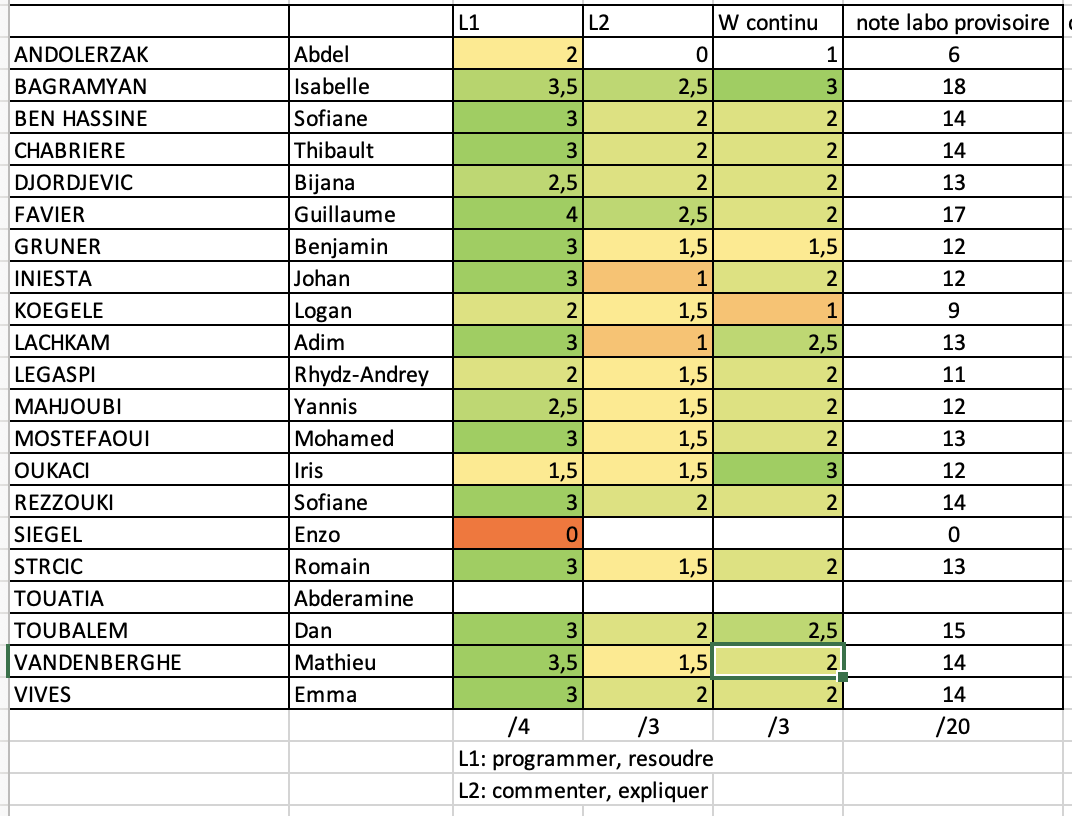 L1 L2 W continu note labo provisoire
ANDOLERZAK Abdel 2 0 1 6
BAGRAMYAN Isabelle 3,5 2,5 3 18
BEN HASSINE Sofiane 3 2 2 14
CHABRIERE Thibault 3 2 2 14
DJORDJEVIC Bijana 2,5 2 2 13
FAVIER Guillaume 4 2,5 2 17
GRUNER Benjamin 3 1,5 1,5 12
INIESTA Johan 3 1 2 12
KOEGELE Logan 2 1,5 1 9
LACHKAM Adim 3 1 2,5 13
LEGASPI Rhydz-Andrey 2 1,5 2 11
MAHJOUBI Yannis 2,5 1,5 2 12
MOSTEFAOUI Mohamed 3 1,5 2 13
OUKACI Iris 1,5 1,5 3 12
REZZOUKI Sofiane 3 2 2 14
SIEGEL Enzo 0 0
STRCIC Romain 3 1,5 2 13
TOUATIA Abderamine
TOUBALEM Dan 3 2 2,5 15
VANDENBERGHE Mathieu 3,5 1,5 2 14
VIVES Emma 3 2 2 14
/4 /3 /3 /20
L1: programmer, resoudre
L2: commenter, expliquer